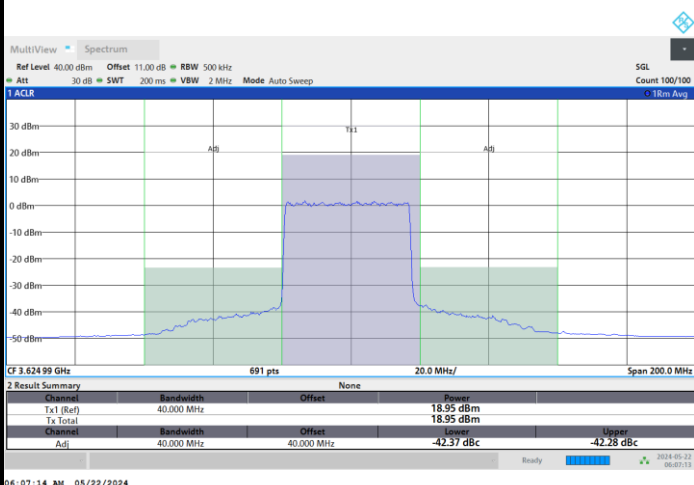 MultiView Spectrum
Ref Level 40.00 dBm Offset 11.00 dB RBW 500 kHz SGL
Att 30 dB SWT 200 ms VBW 2 MHz Mode Auto Sweep Count 100/100
1 ACLR 1Rm Avg
30 dBm
Tx1
20 dBm Adj Adj
10 dBm
0 dBm
-10 dBm
-20 dBm
-30 dBm
-40 dBm
-50 dBm
CF 3.624 99 GHz 691 pts 20.0 MHz/ Span 200.0 MHz
2 Result Summary None
Channel Bandwidth Offset Power
Tx1 (Ref) 40.000 MHz 18.95 dBm
Tx Total 18.95 dBm
Channel Bandwidth Offset Lower Upper
Adj 40.000 MHz 40.000 MHz -42.37 dBc -42.28 dBc
Ready 2024-05-22
06:07:13
06:07:14 AM 05/22/2024